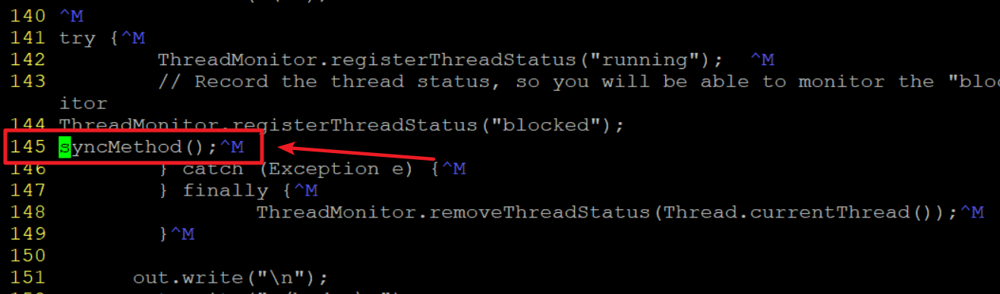 140 ^M
141 try {^M
142 ThreadMonitor.registerThreadStatus("running"); ^M
143 // Record the thread status, so you will be able to monitor the
itor
144 ThreadMonitor.registerThreadStatus("blocked");
145 syncMethod();^M
146 } catch (Exception e) {^M
147 } finally {^M
148 ThreadMonitor.removeThreadStatus(Thread.currentThread());^M
149 }^M
150
151 out.write("\n");